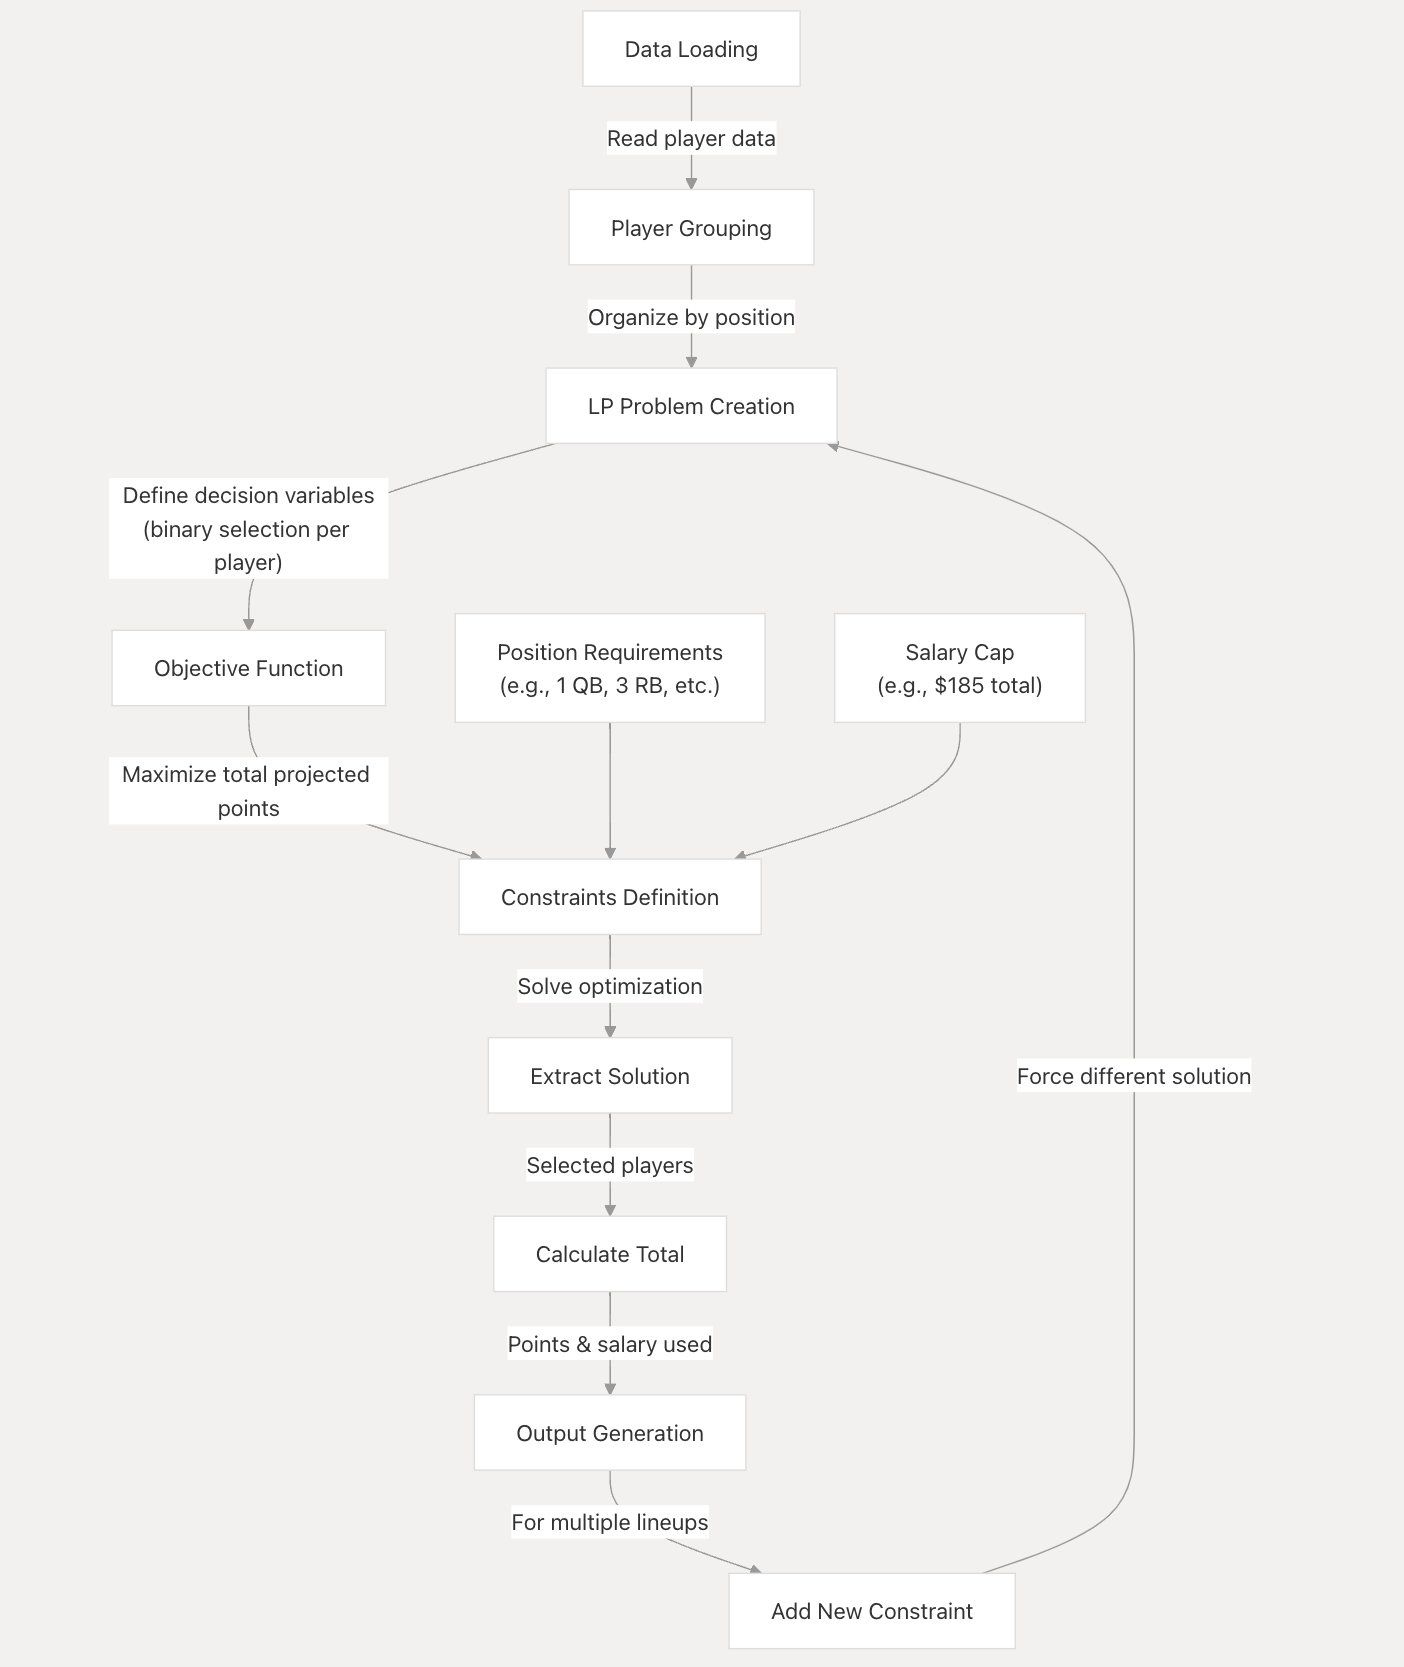 Data Loading
Read player data
Player Grouping
Organize by position
LP Problem Creation
Define decision variables
(binary selection per
player)
Objective Function
Position Requirements
(e.g., 1 QB, 3 RB, etc.)
Salary Cap
(e.g., $185 total)
Maximize total projected
points
Constraints Definition
Solve optimization
Extract Solution
Force different solution
Selected players
Calculate Total
Points & salary used
Output Generation
For multiple lineups
Add New Constraint